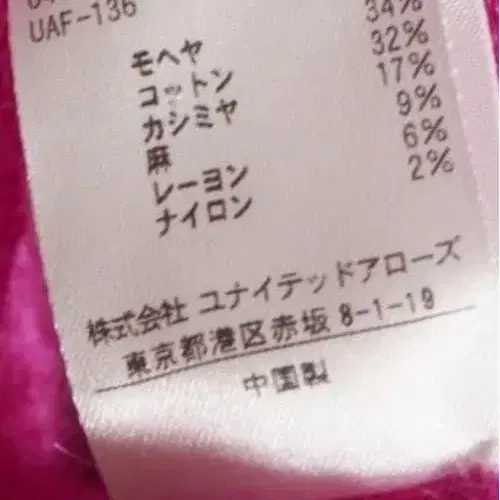 UAF-136
モヘヤ 34%
コットン 32%
カシミヤ 17%
麻 9%
レーヨン 6%
ナイロン 2%
株式会社 ユナイテッドアローズ
東京都港区赤坂 8-1-19
中国製